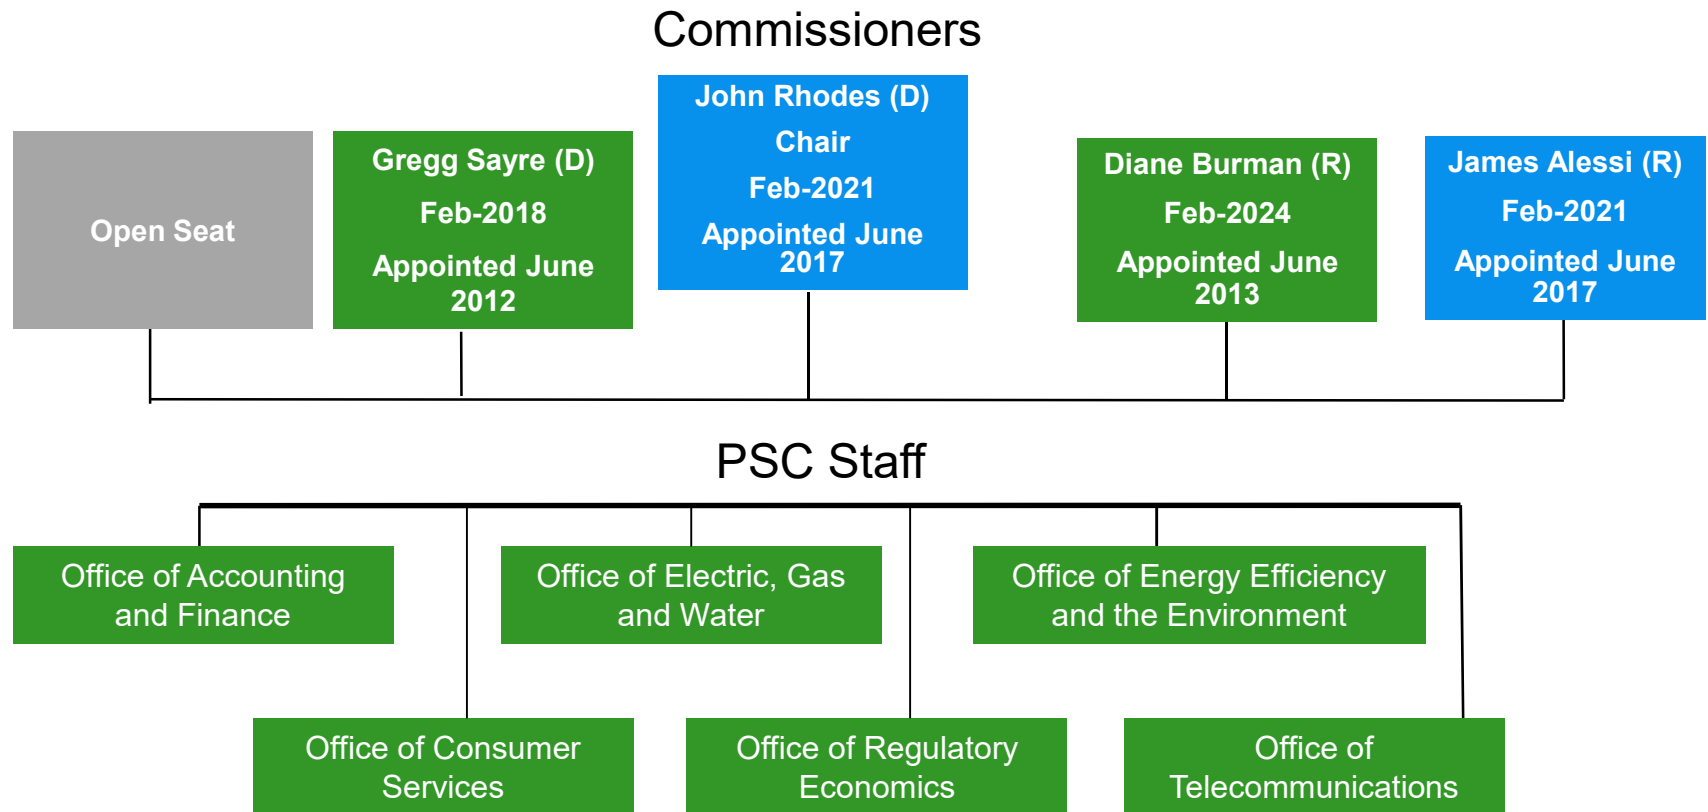 Commissioners
Open Seat
Gregg Sayre (D)
Feb-2018
Appointed June
2012
John Rhodes (D)
Chair
Feb-2021
Appointed June
2017
Diane Burman (R)
Feb-2024
Appointed June
2013
James Alessi (R)
Feb-2021
Appointed June
2017
PSC Staff
Office of Accounting
and Finance
Office of Electric, Gas
and Water
Office of Energy Efficiency
and the Environment
Office of Consumer
Services
Office of Regulatory
Economics
Office of
Telecommunications